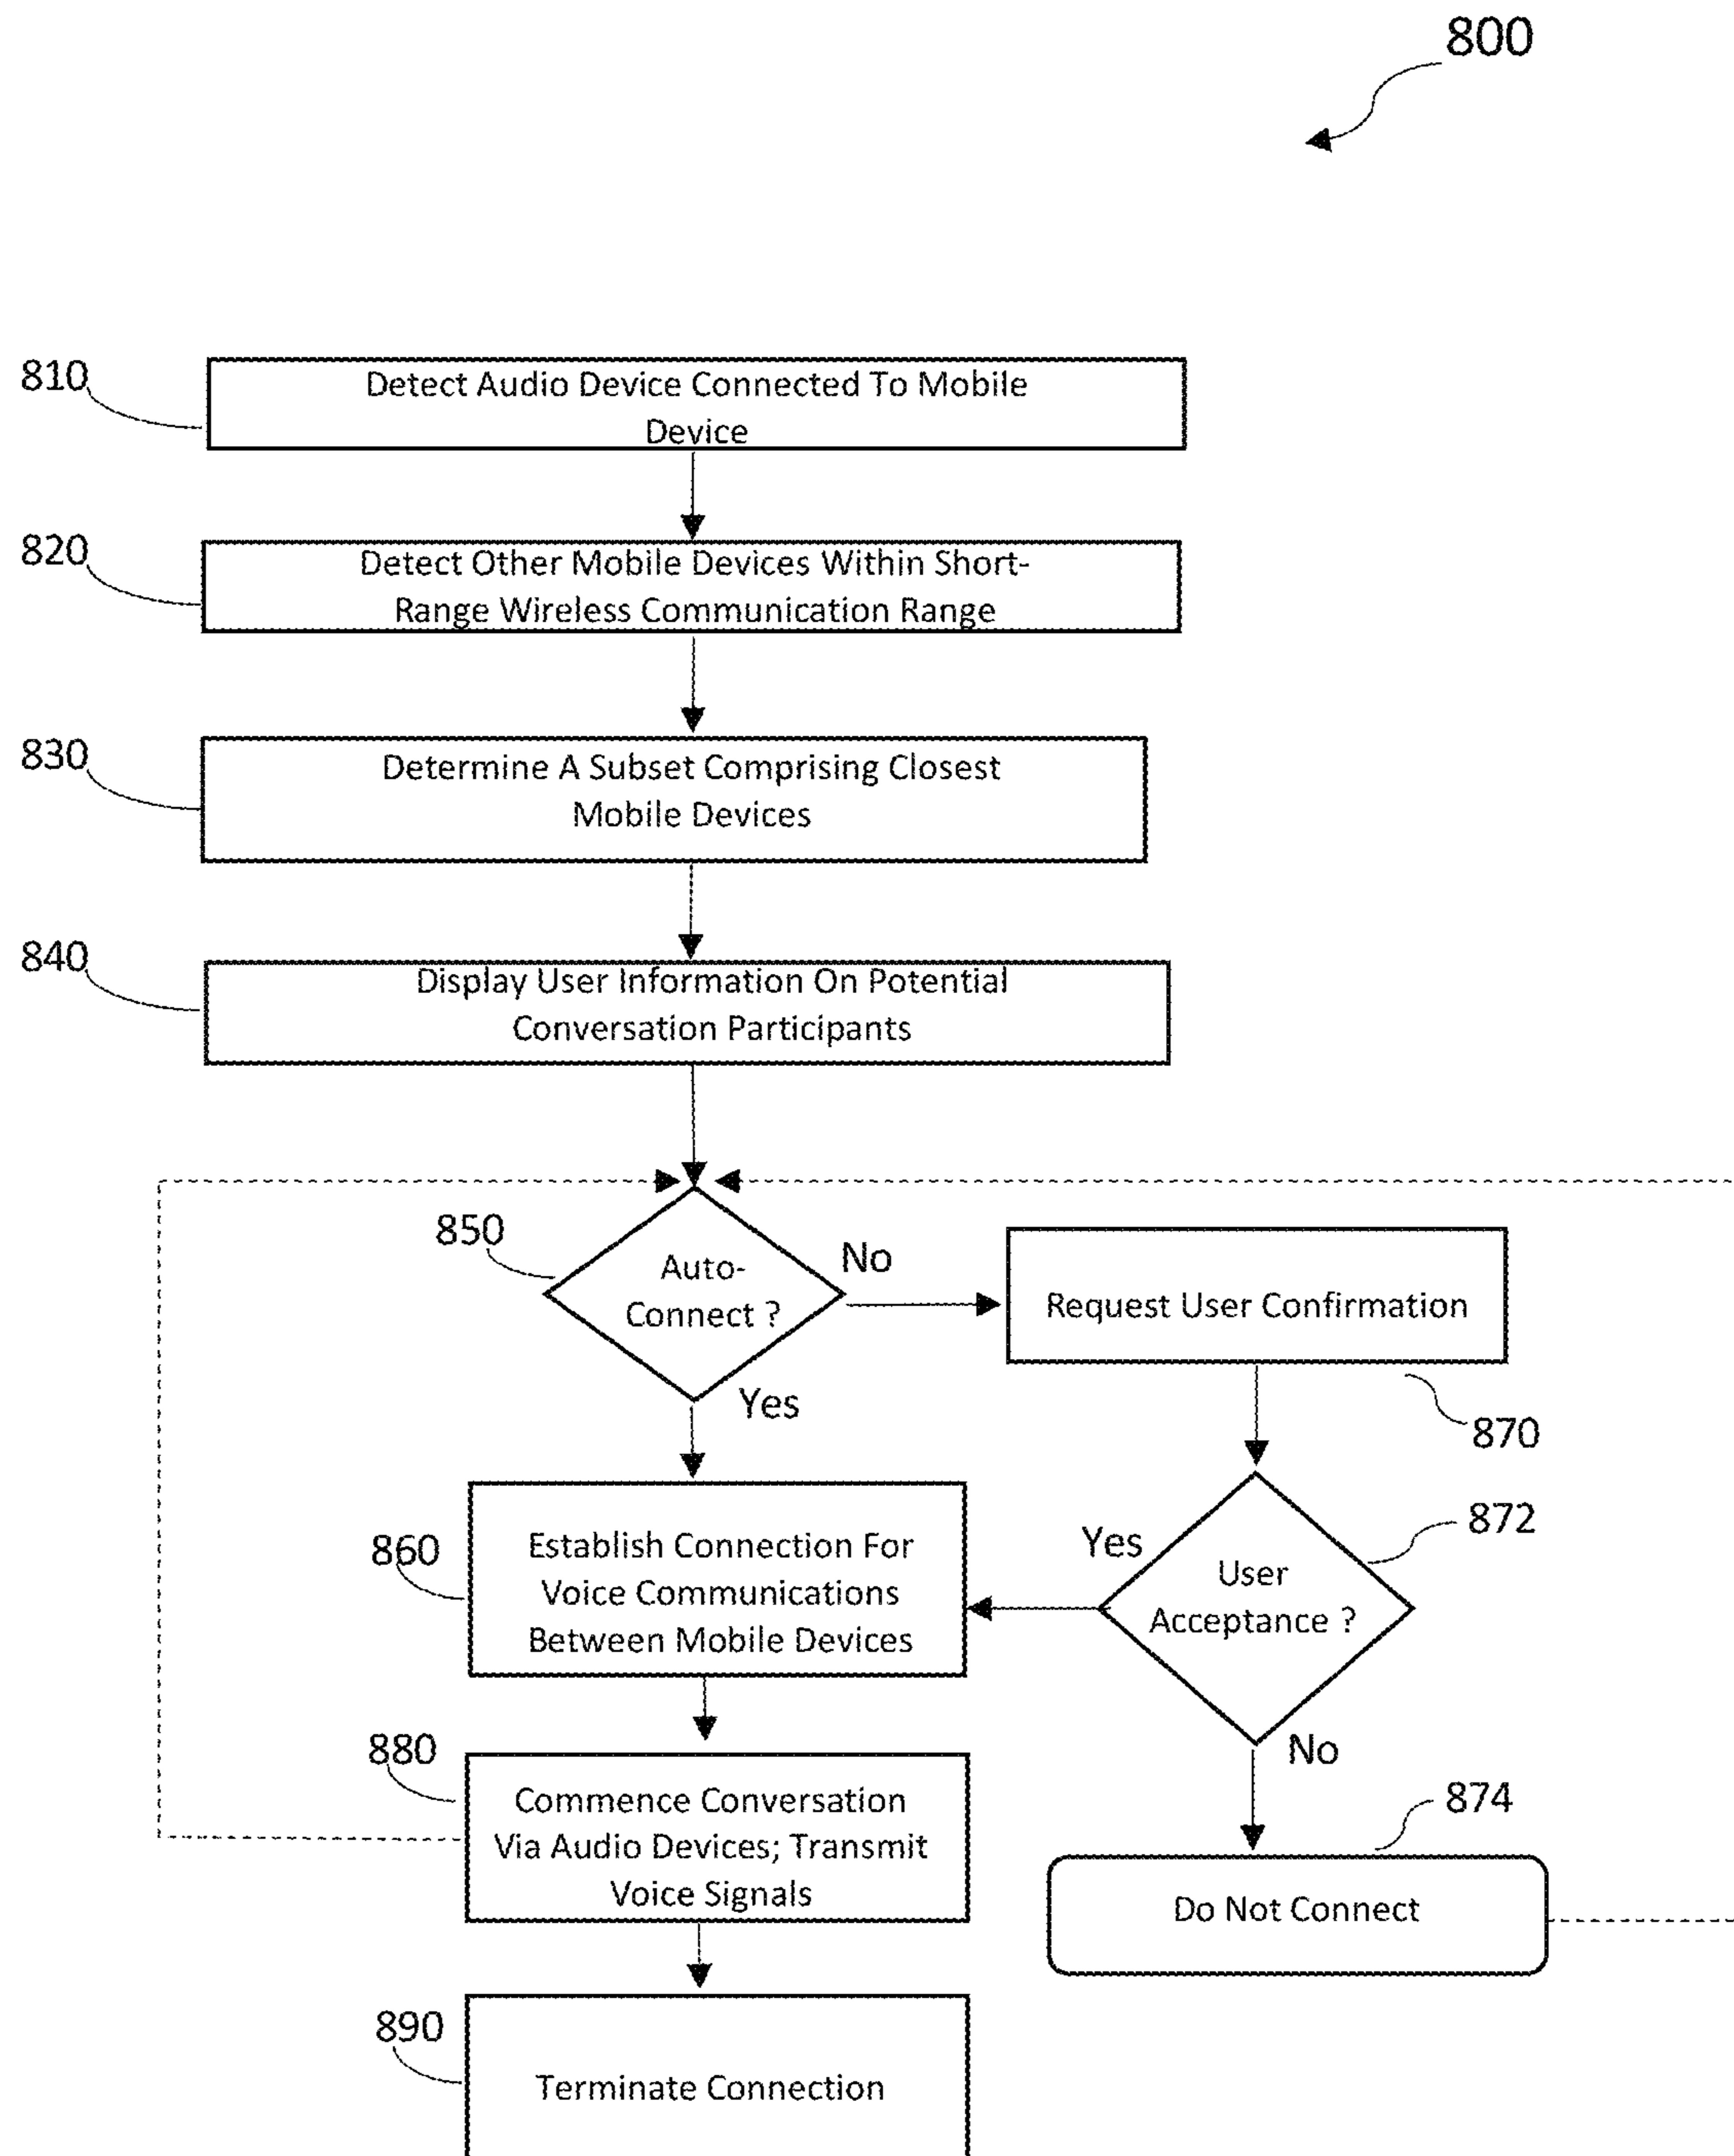 800
810
Detect Audio Device Connected To Mobile
Device
820
Detect Other Mobile Devices Within Short-
Range Wireless Communication Range
830
Determine A Subset Comprising Closest
Mobile Devices
840
Display User Information On Potential
Conversation Participants
850
Auto-
Connect ?
No
Yes
Request User Confirmation
870
860
Establish Connection For
Voice Communications
Between Mobile Devices
Yes
872
User
Acceptance ?
No
880
Commence Conversation
Via Audio Devices; Transmit
Voice Signals
874
Do Not Connect
890
Terminate Connection